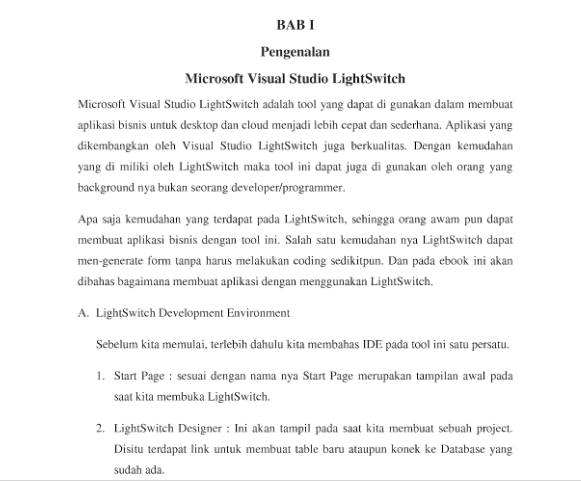 BAB I
Pengenalan
Microsoft Visual Studio LightSwitch
Microsoft Visual Studio LightSwitch adalah tool yang dapat di gunakan dalam membuat
aplikasi bisnis untuk desktop dan cloud menjadi lebih cepat dan sederhana. Aplikasi yang
dikembangkan oleh Visual Studio LightSwitch juga berkualitas. Dengan kemudahan
yang di miliki oleh LightSwitch maka tool ini dapat juga di gunakan oleh orang yang
background nya bukan seorang developer/programmer.
Apa saja kemudahan yang terdapat pada LightSwitch, sehingga orang awam pun dapat
membuat aplikasi bisnis dengan tool ini. Salah satu kemudahan nya LightSwitch dapat
men-generate form tanpa harus melakukan coding sedikitpun. Dan pada ebook ini akan
dibahas bagaimana membuat aplikasi dengan menggunakan LightSwitch.
A. LightSwitch Development Environment
Sebelum kita memulai, terlebih dahulu kita membahas IDE pada tool ini satu persatu.
1. Start Page : sesuai dengan nama nya Start Page merupakan tampilan awal pada
saat kita membuka LightSwitch.
2. LightSwitch Designer : Ini akan tampil pada saat kita membuat sebuah project.
Disitu terdapat link untuk membuat table baru ataupun konek ke Database yang
sudah ada.